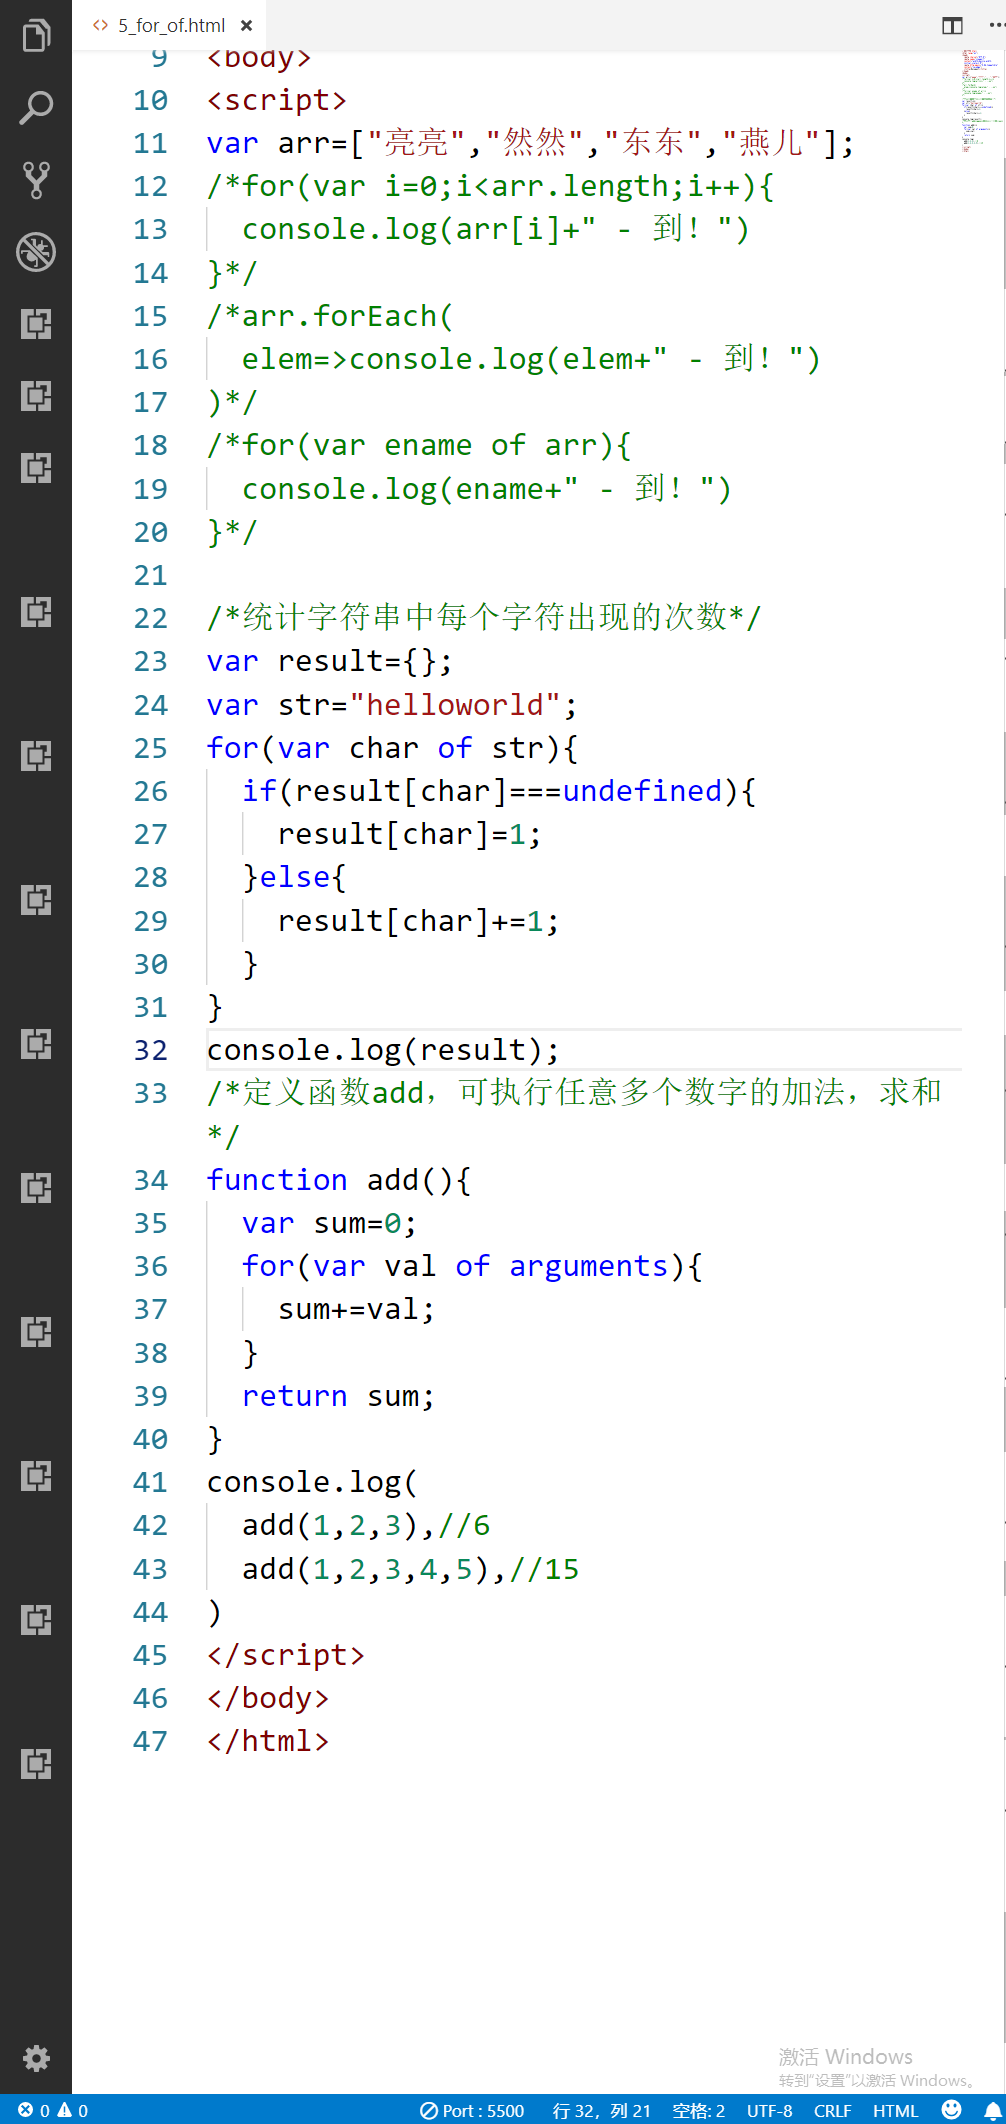 5_for_of.html
9 <body>
10 <script>
11 var arr=["亮亮","然然","东东","燕儿"];
12 /*for(var i=0;i<arr.length;i++){
13   console.log(arr[i]+" - 到！")
14 }*/
15 /*arr.forEach(
16   elem=>console.log(elem+" - 到！")
17 )*/
18 /*for(var ename of arr){
19   console.log(ename+" - 到！")
20 }*/
21
22 /*统计字符串中每个字符出现的次数*/
23 var result={};
24 var str="helloworld";
25 for(var char of str){
26   if(result[char]===undefined){
27     result[char]=1;
28   }else{
29     result[char]+=1;
30   }
31 }
32 console.log(result);
33 /*定义函数add，可执行任意多个数字的加法，求和
*/
34 function add(){
35   var sum=0;
36   for(var val of arguments){
37     sum+=val;
38   }
39   return sum;
40 }
41 console.log(
42   add(1,2,3),//6
43   add(1,2,3,4,5),//15
44 )
45 </script>
46 </body>
47 </html>
激活 Windows
转到"设置"以激活 Windows。
0 0 Port : 5500 行 32，列 21 空格: 2 UTF-8 CRLF HTML